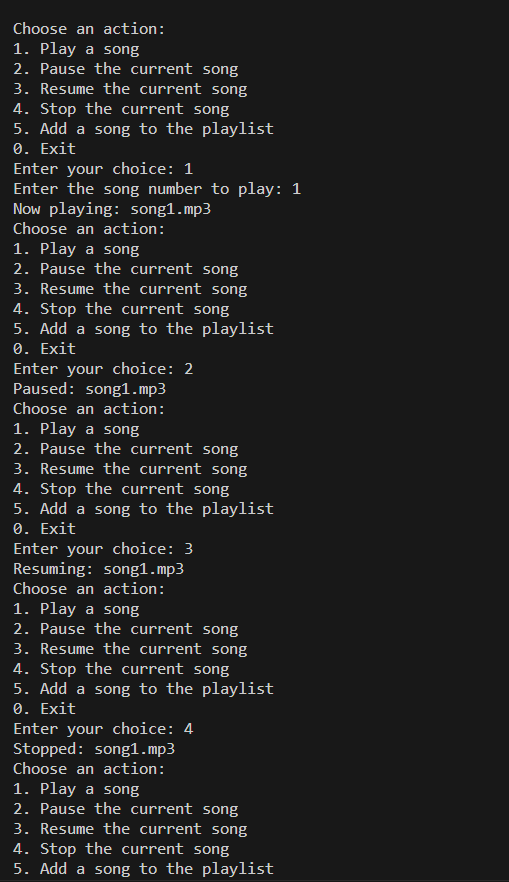 Choose an action:
1. Play a song
2. Pause the current song
3. Resume the current song
4. Stop the current song
5. Add a song to the playlist
0. Exit
Enter your choice: 1
Enter the song number to play: 1
Now playing: song1.mp3
Choose an action:
1. Play a song
2. Pause the current song
3. Resume the current song
4. Stop the current song
5. Add a song to the playlist
0. Exit
Enter your choice: 2
Paused: song1.mp3
Choose an action:
1. Play a song
2. Pause the current song
3. Resume the current song
4. Stop the current song
5. Add a song to the playlist
0. Exit
Enter your choice: 3
Resuming: song1.mp3
Choose an action:
1. Play a song
2. Pause the current song
3. Resume the current song
4. Stop the current song
5. Add a song to the playlist
0. Exit
Enter your choice: 4
Stopped: song1.mp3
Choose an action:
1. Play a song
2. Pause the current song
3. Resume the current song
4. Stop the current song
5. Add a song to the playlist